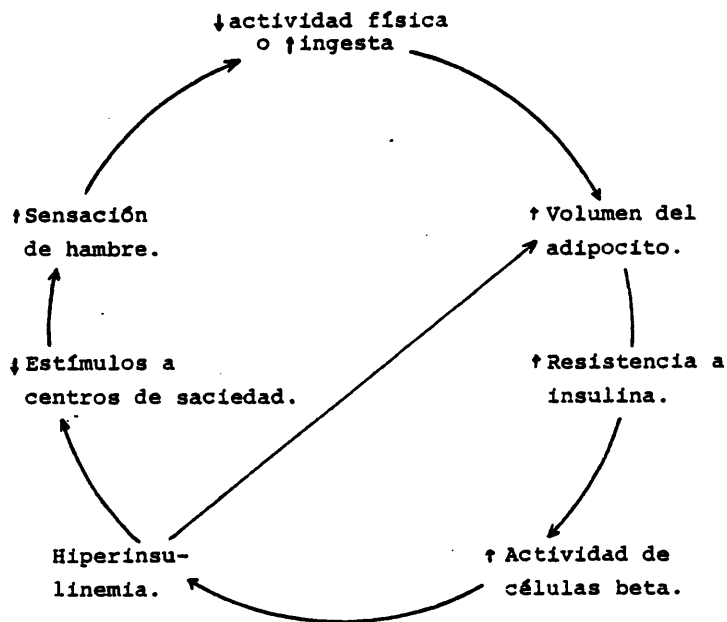 ↓actividad física
o ↑ingesta
↑Sensación
de hambre.
↑ Volumen del
adipocito.
↓Estímulos a
centros de saciedad.
↑Resistencia a
insulina.
Hiperinsu-
linemia.
↑ Actividad de
células beta.